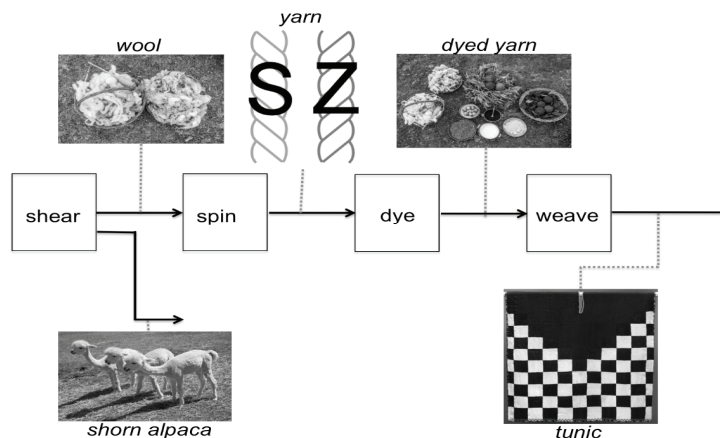 yarn
wool
dyed yarn
S Z
shear
spin
dye
weave
shorn alpaca
tunic